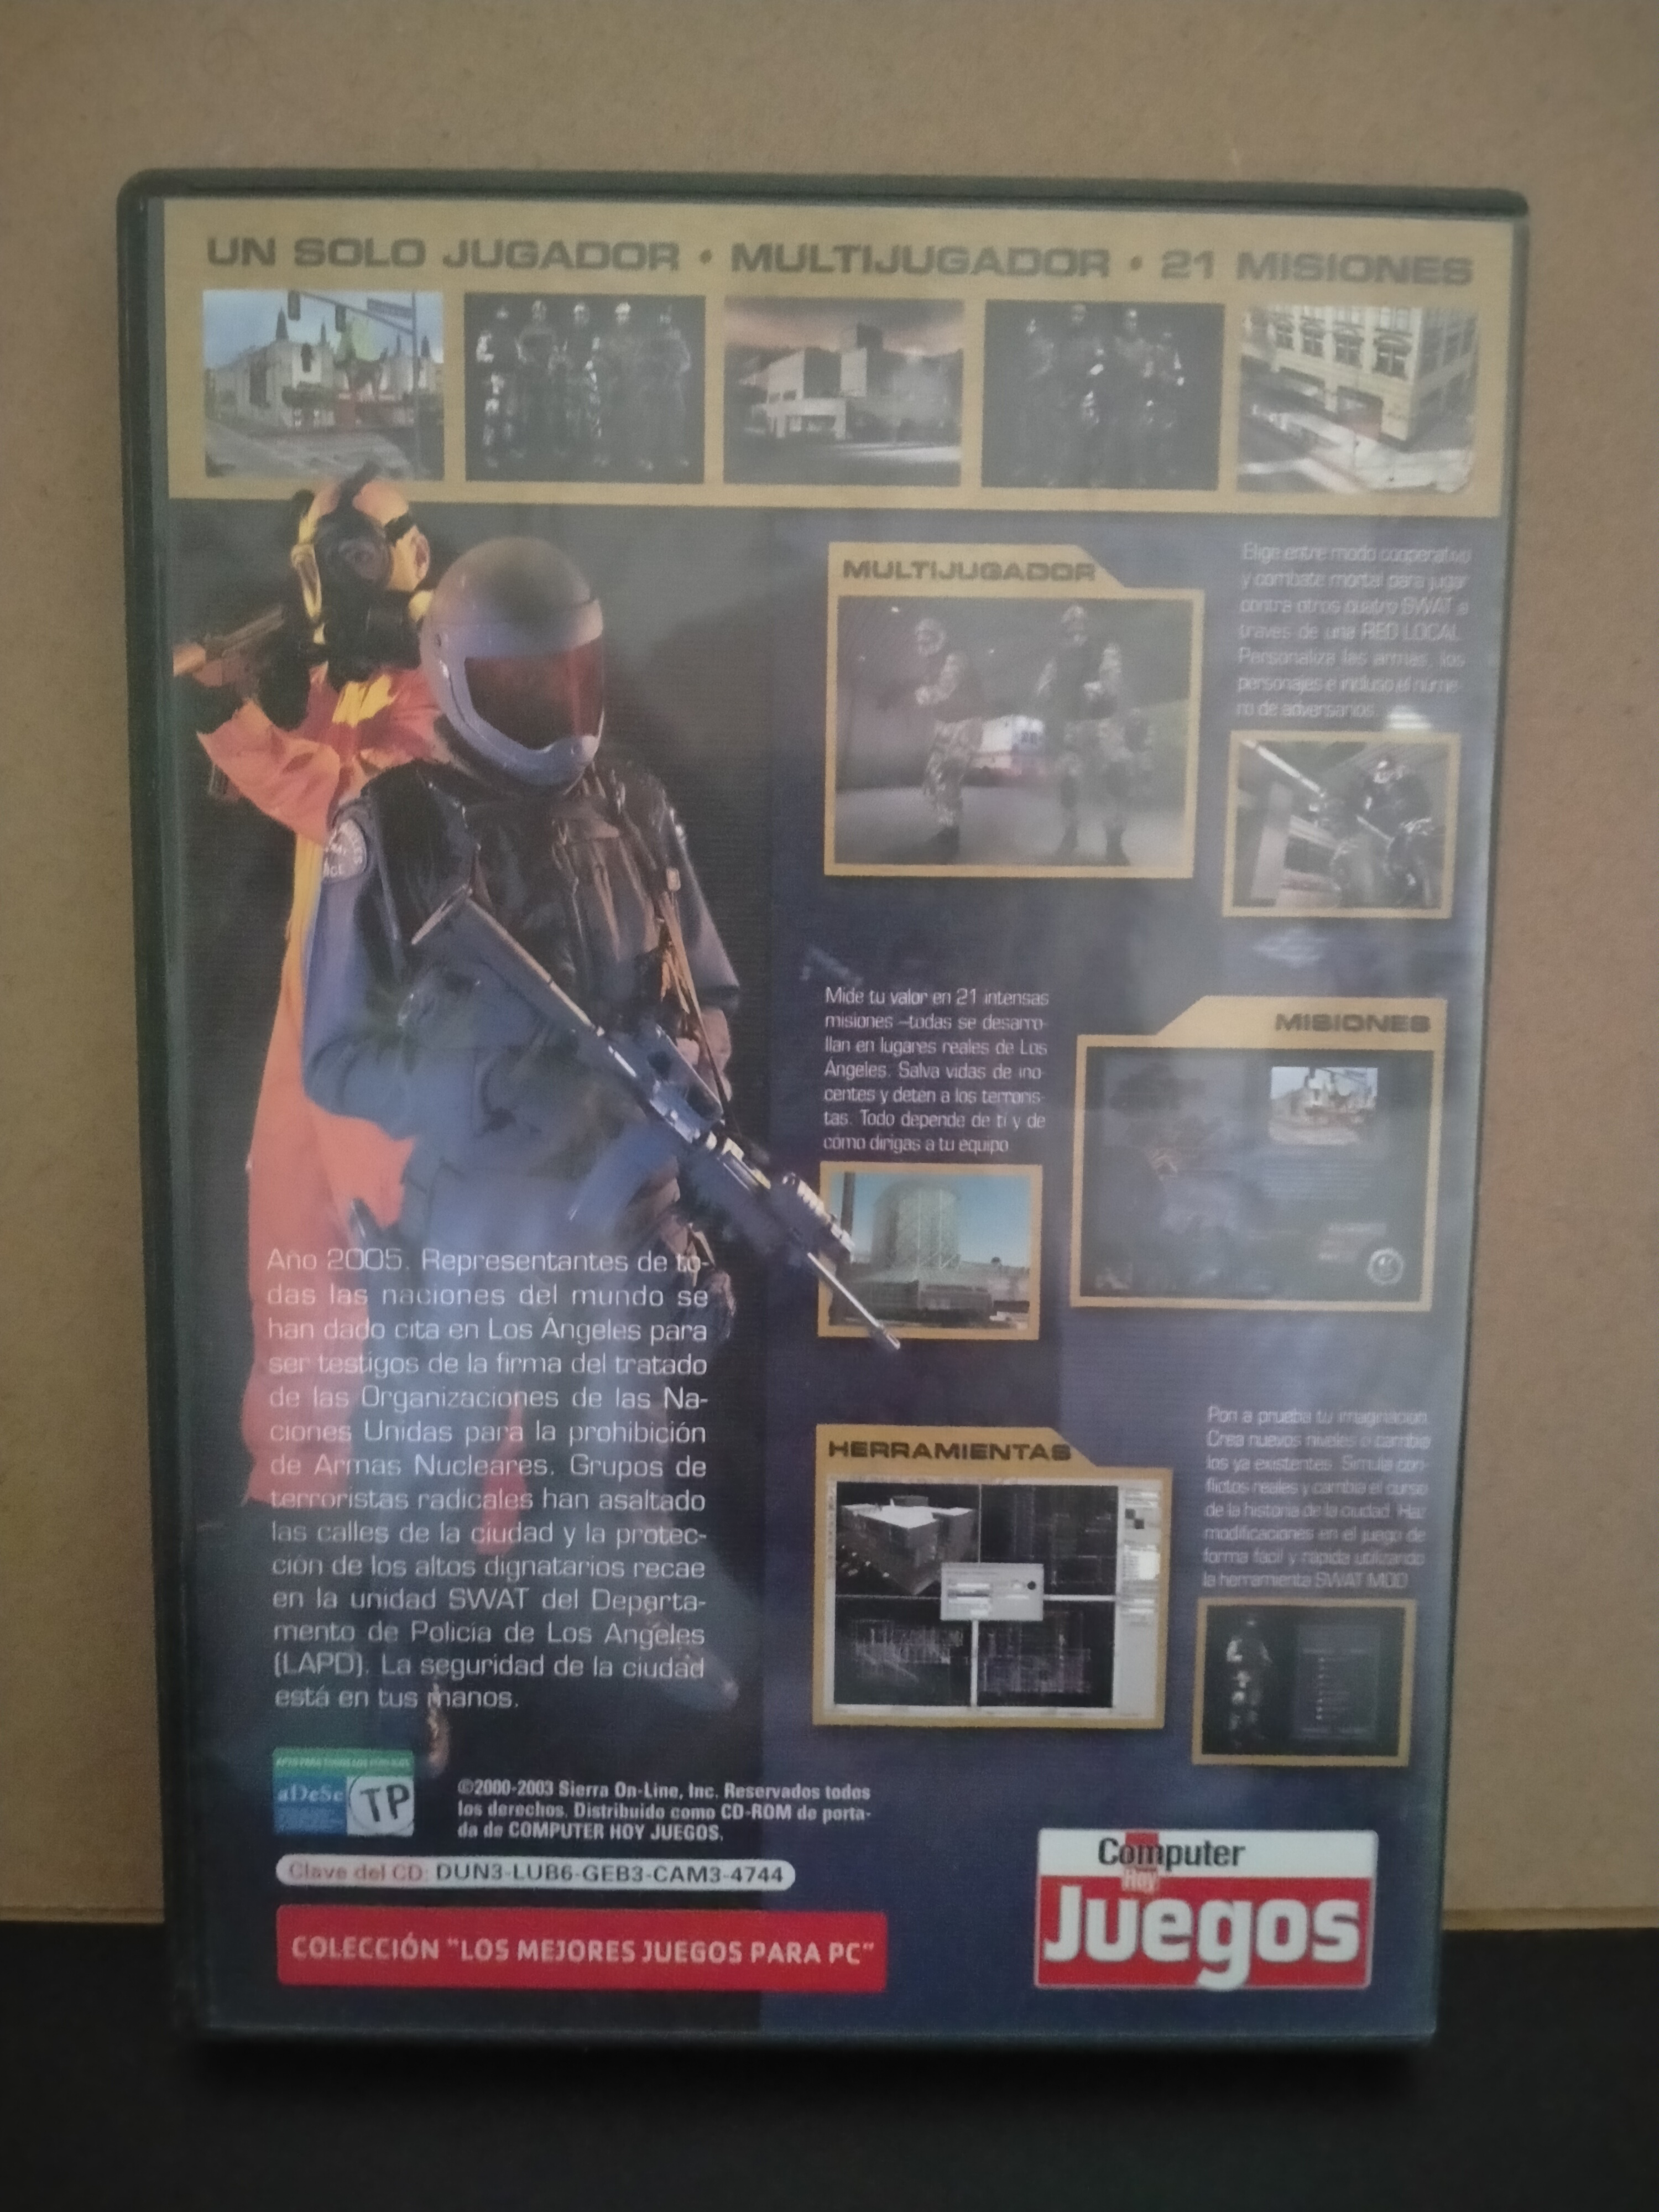 UN SOLO JUGADOR • MULTIJUGADOR • 21 MISIONES
MULTIJUGADOR
Elige entre modo cooperativo
y combate mortal para jugar
contra otros cuatro SWAT a
traves de una RED LOCAL.
Personaliza las armas, los
personajes e incluso el núme-
ro de adversarios.
Mide tu valor en 21 intensas
misiones –todas se desarro-
llan en lugares reales de Los
Ángeles. Salva vidas de ino-
centes y detén a los terroris-
tas. Todo depende de ti y de
cómo dirigas a tu equipo
MISIONES
Año 2005. Representantes de to-
das las naciones del mundo se
han dado cita en Los Ángeles para
ser testigos de la firma del tratado
de las Organizaciones de las Na-
ciones Unidas para la prohibición
de Armas Nucleares. Grupos de
terroristas radicales han asaltado
las calles de la ciudad y la protec-
ción de los altos dignatarios recae
en la unidad SWAT del Departa-
mento de Policía de Los Ángeles
(LAPD). La seguridad de la ciudad
está en tus manos.
HERRAMIENTAS
Pon a prueba tu imaginación.
Crea nuevos niveles o cambia
los ya existentes. Simula con-
flictos reales y cambia el curso
de la historia de la ciudad. Haz
modificaciones en el juego de
forma fácil y rápida utilizando
la herramienta SWAT MOD
APTO PARA TODOS LOS PÚBLICOS
aDeSe
TP
©2000-2003 Sierra On-Line, Inc. Reservados todos
los derechos. Distribuido como CD-ROM de porta-
da de COMPUTER HOY JUEGOS.
Clave del CD: DUN3-LUB6-GEB3-CAM3-4744
COLECCIÓN "LOS MEJORES JUEGOS PARA PC"
Computer
Hoy
Juegos